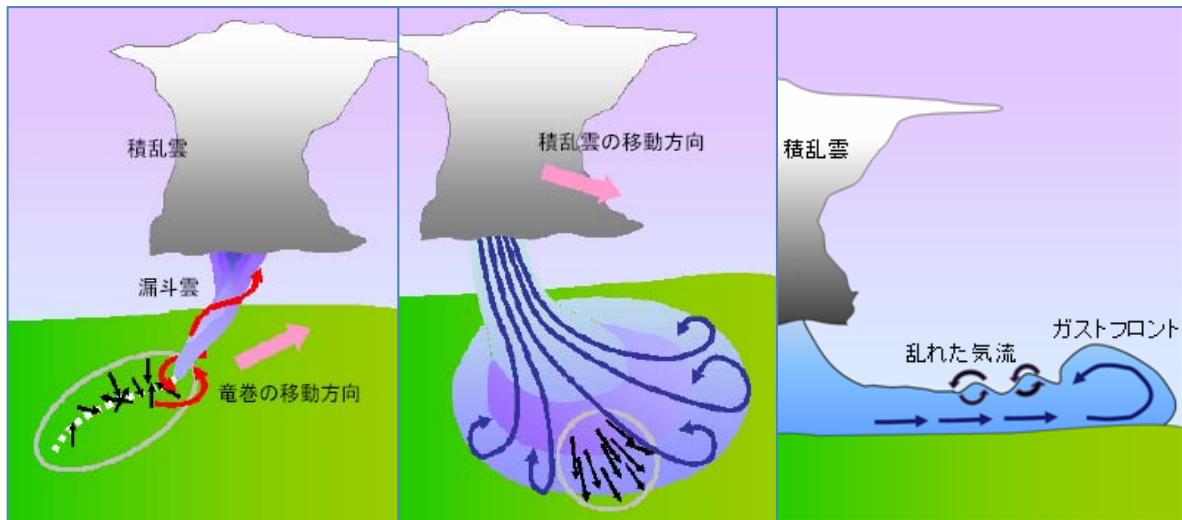 積乱雲
漏斗雲
竜巻の移動方向
積乱雲の移動方向
積乱雲
ガストフロント
乱れた気流